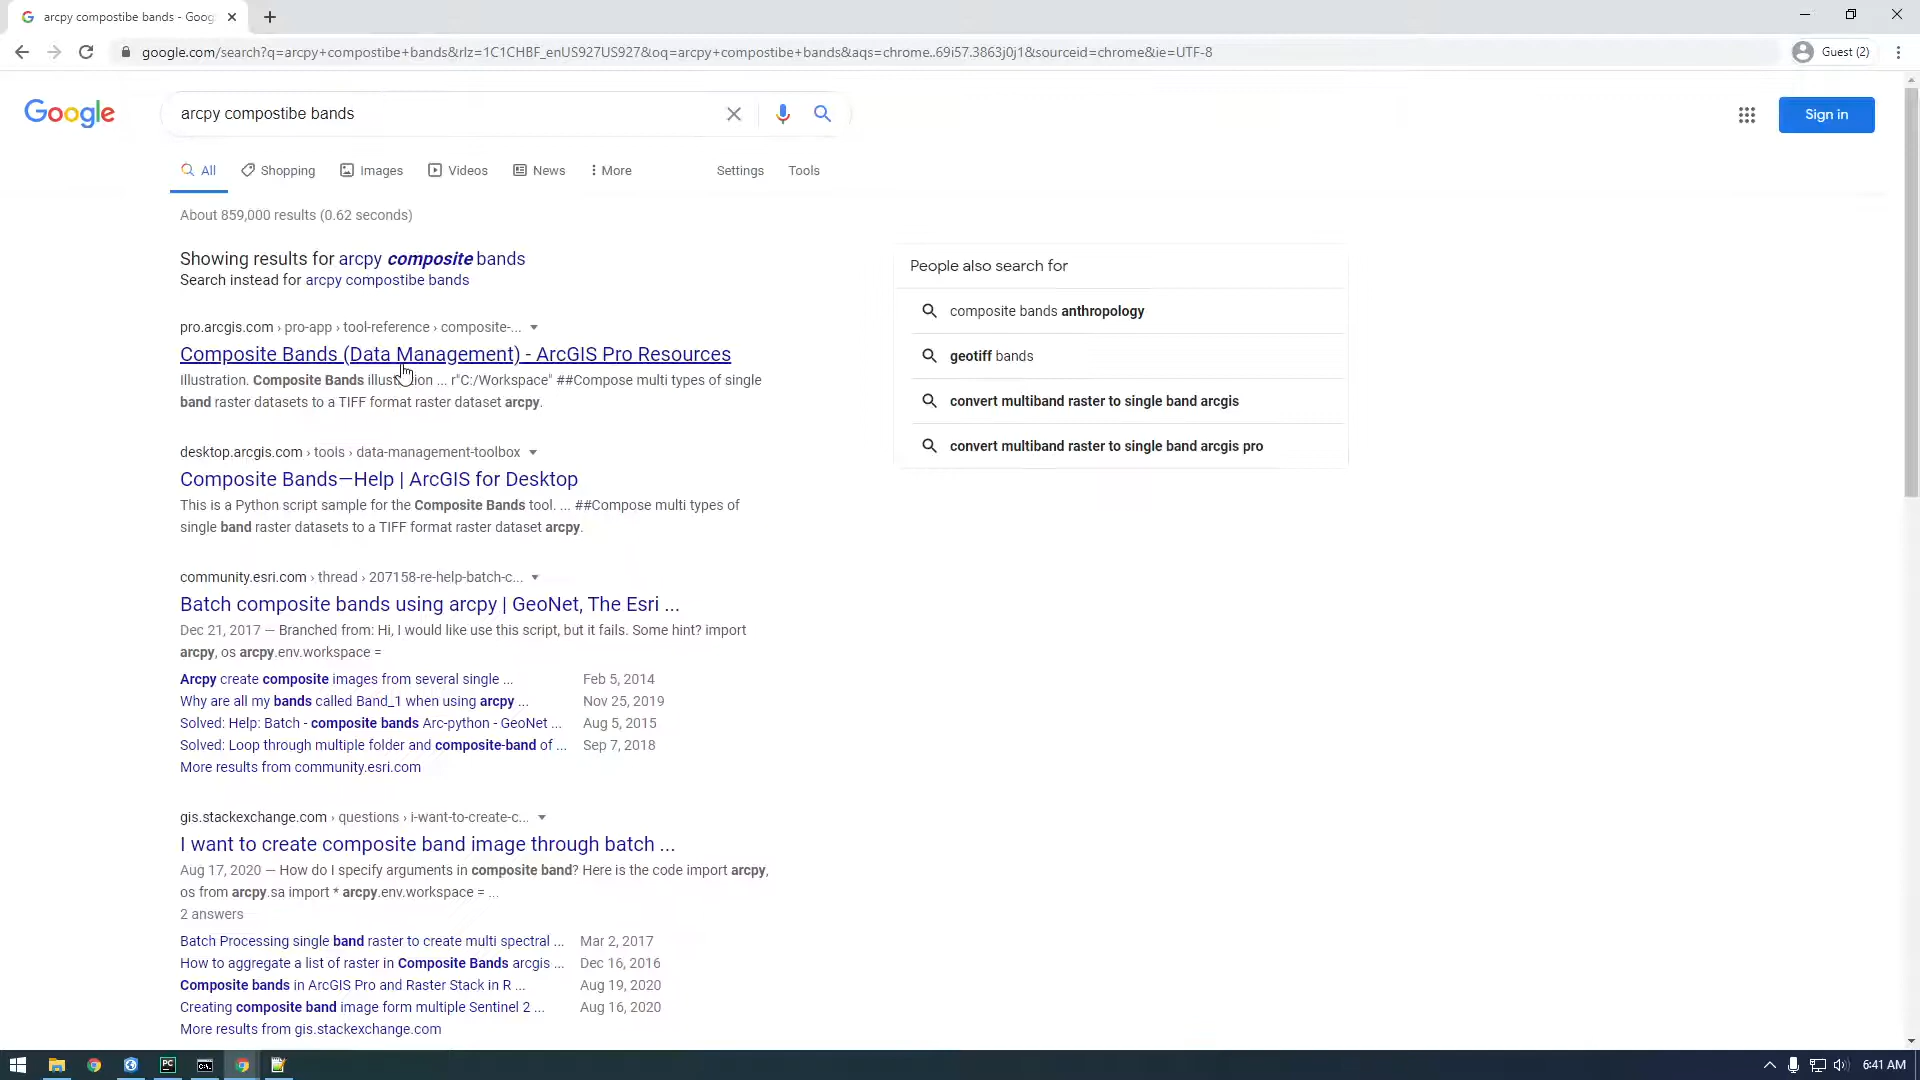 arcpy compostibe bands - Goog
google.com/search?q=arcpy+compostibe+bands&rlz=1C1CHBF_enUS927US927&oq=arcpy+compostibe+bands&aqs=chrome..69i57.3863j0j1&sourceid=chrome&ie=UTF-8
Guest (2)
Google
arcpy compostibe bands
Sign in
All
Shopping
Images
Videos
News
More
Settings
Tools
About 859,000 results (0.62 seconds)
Showing results for arcpy composite bands
Search instead for arcpy compostibe bands
pro.arcgis.com › pro-app › tool-reference › composite-...
Composite Bands (Data Management) - ArcGIS Pro Resources
Illustration. Composite Bands illustration ... r"C:/Workspace" ##Compose multi types of single
band raster datasets to a TIFF format raster dataset arcpy.
desktop.arcgis.com › tools › data-management-toolbox
Composite Bands—Help | ArcGIS for Desktop
This is a Python script sample for the Composite Bands tool. ... ##Compose multi types of
single band raster datasets to a TIFF format raster dataset arcpy.
community.esri.com › thread › 207158-re-help-batch-c...
Batch composite bands using arcpy | GeoNet, The Esri ...
Dec 21, 2017 — Branched from: Hi, I would like use this script, but it fails. Some hint? import
arcpy, os arcpy.env.workspace =
Arcpy create composite images from several single ... Feb 5, 2014
Why are all my bands called Band_1 when using arcpy ... Nov 25, 2019
Solved: Help: Batch - composite bands Arc-python - GeoNet ... Aug 5, 2015
Solved: Loop through multiple folder and composite-band of ... Sep 7, 2018
More results from community.esri.com
gis.stackexchange.com › questions › i-want-to-create-c...
I want to create composite band image through batch ...
Aug 17, 2020 — How do I specify arguments in composite band? Here is the code import arcpy,
os from arcpy.sa import * arcpy.env.workspace = ...
2 answers
Batch Processing single band raster to create multi spectral ... Mar 2, 2017
How to aggregate a list of raster in Composite Bands arcgis ... Dec 16, 2016
Composite bands in ArcGIS Pro and Raster Stack in R ... Aug 19, 2020
Creating composite band image form multiple Sentinel 2 ... Aug 16, 2020
More results from gis.stackexchange.com
People also search for
composite bands anthropology
geotiff bands
convert multiband raster to single band arcgis
convert multiband raster to single band arcgis pro
PC
6:41 AM